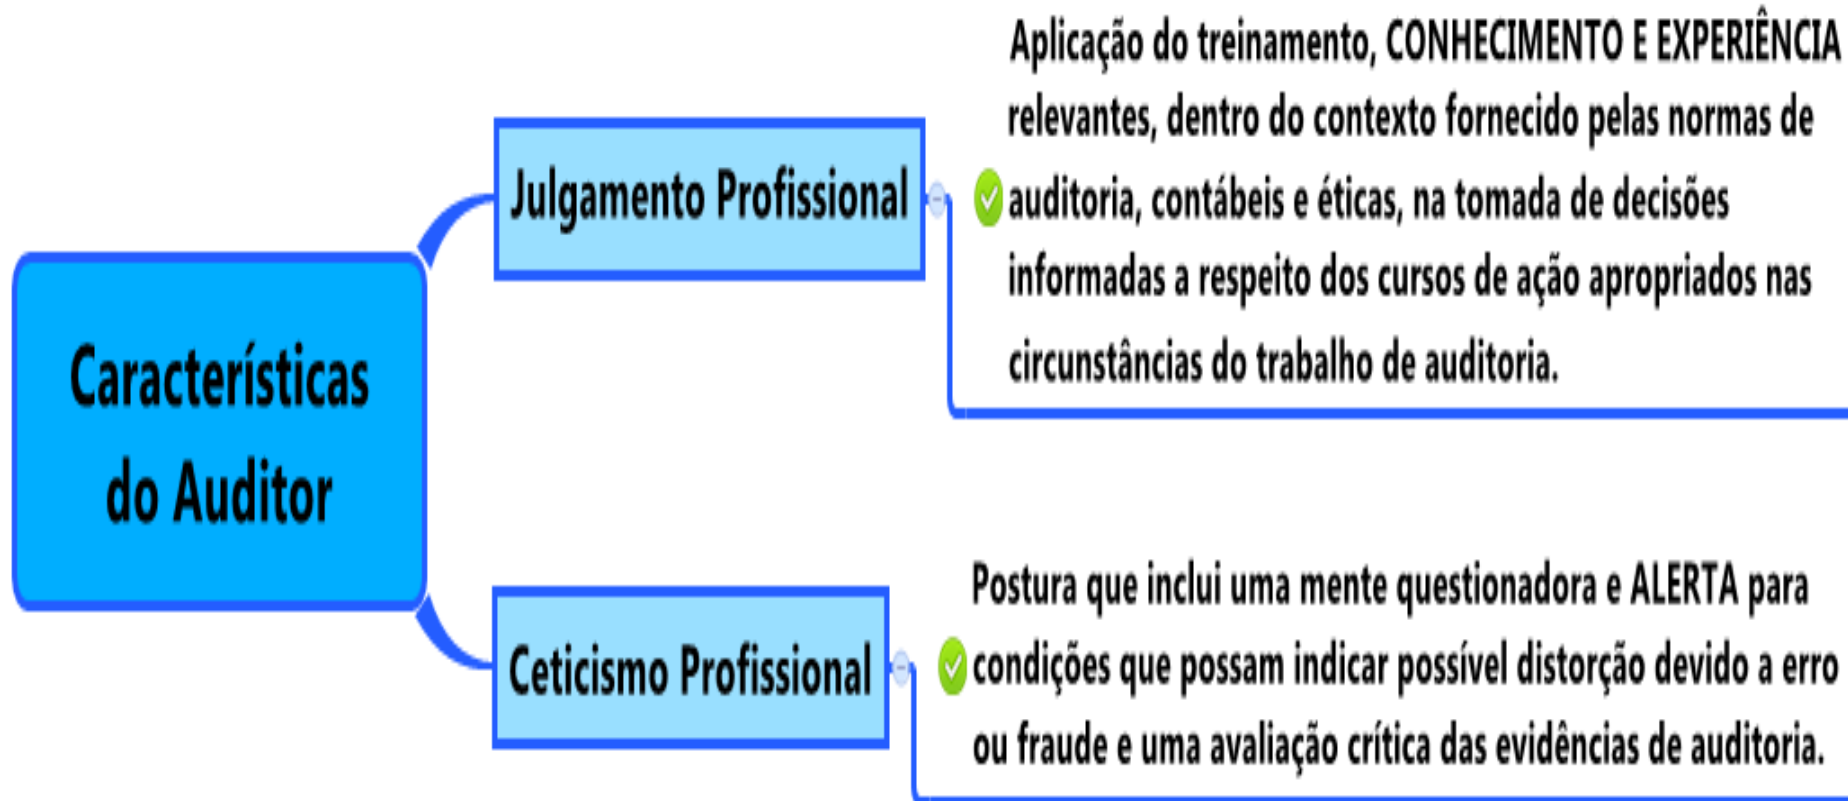 Características
do Auditor
Julgamento Profissional
Aplicação do treinamento, CONHECIMENTO E EXPERIÊNCIA
relevantes, dentro do contexto fornecido pelas normas de
auditoria, contábeis e éticas, na tomada de decisões
informadas a respeito dos cursos de ação apropriados nas
circunstâncias do trabalho de auditoria.
Ceticismo Profissional
Postura que inclui uma mente questionadora e ALERTA para
condições que possam indicar possível distorção devido a erro
ou fraude e uma avaliação crítica das evidências de auditoria.